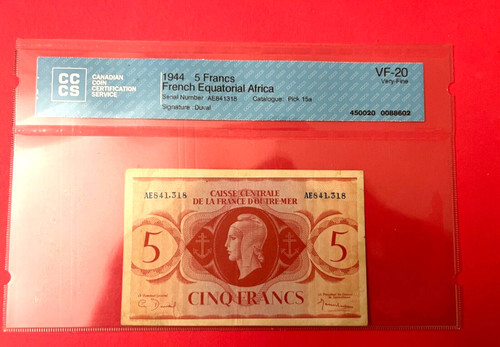 CC
CS
CANADIAN
COIN
CERTIFICATION
SERVICE
1944 5 Francs
French Equatorial Africa
Serial Number: AE841318 Catalogue: Pick 15a
Signature: Duval
VF-20
Very-Fine
450020 0088602
AE841.318 AE841.318
CAISSE CENTRALE
DE LA FRANCE D'OUTRE-MER
5 5
CINQ FRANCS